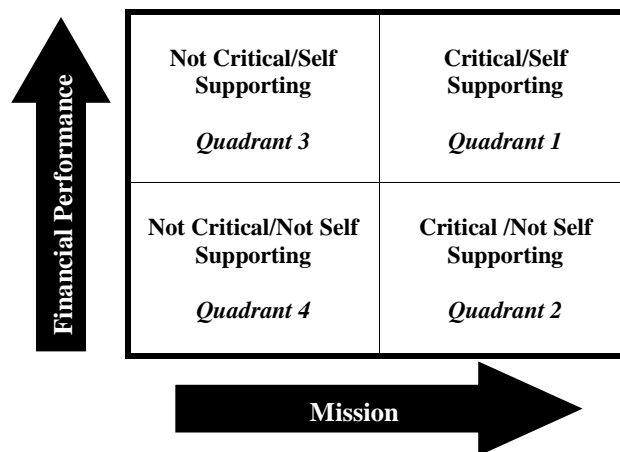 Financial Performance
Not Critical/Self
Supporting
Quadrant 3
Critical/Self
Supporting
Quadrant 1
Not Critical/Not Self
Supporting
Quadrant 4
Critical /Not Self
Supporting
Quadrant 2
Mission